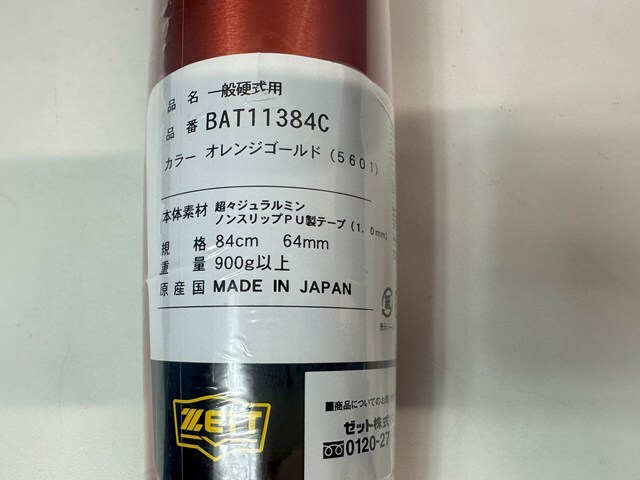 品 名 一般硬式用
品 番 BAT11384C
カラー オレンジゴールド(5601)
本体素材 超々ジュラルミン
ノンスリップPU製テープ(1.0mm)
規 格 84cm 64mm
重 量 900g以上
原産国 MADE IN JAPAN
ZETT
■商品についてのお問
ゼット株式
0120-27